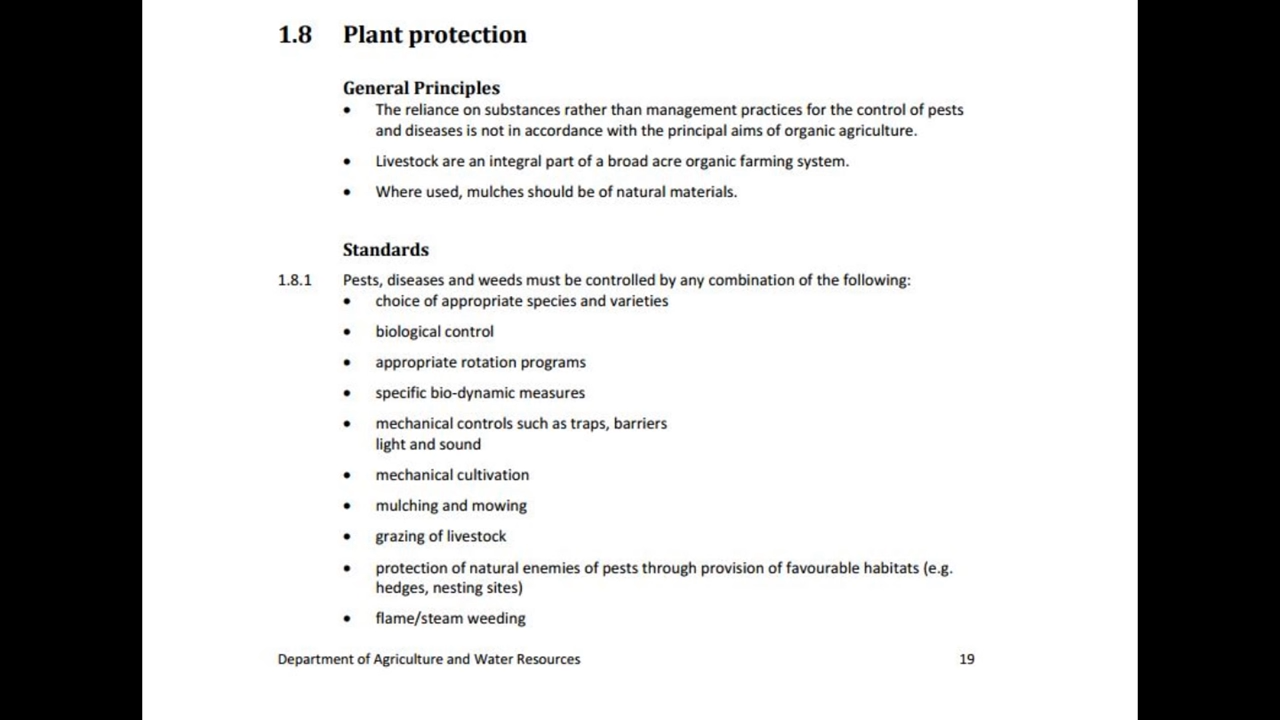 1.8 Plant protection
General Principles
• The reliance on substances rather than management practices for the control of pests
and diseases is not in accordance with the principal aims of organic agriculture.
• Livestock are an integral part of a broad acre organic farming system.
• Where used, mulches should be of natural materials.
Standards
1.8.1 Pests, diseases and weeds must be controlled by any combination of the following:
• choice of appropriate species and varieties
• biological control
• appropriate rotation programs
• specific bio-dynamic measures
• mechanical controls such as traps, barriers
light and sound
• mechanical cultivation
• mulching and mowing
• grazing of livestock
• protection of natural enemies of pests through provision of favourable habitats (e.g.
hedges, nesting sites)
• flame/steam weeding
Department of Agriculture and Water Resources 19